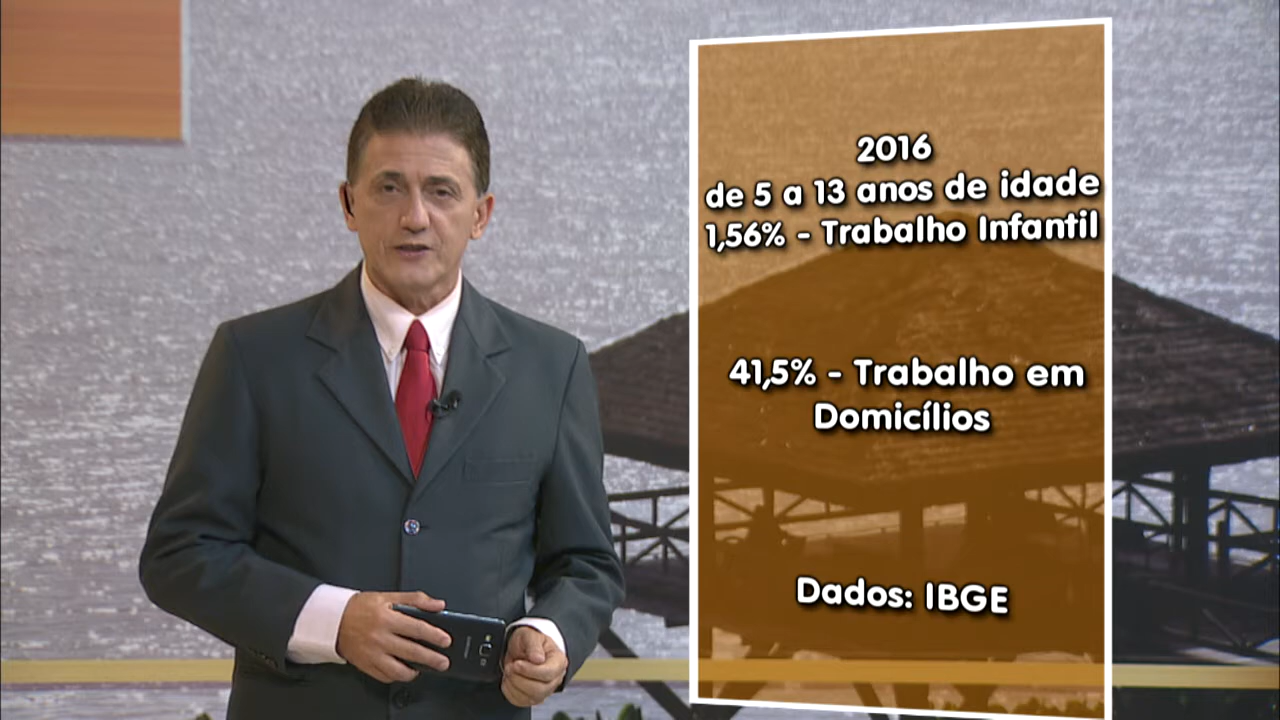 2016
de 5 a 13 anos de idade
1,56% - Trabalho Infantil
41,5% - Trabalho em
Domicílios
Dados: IBGE